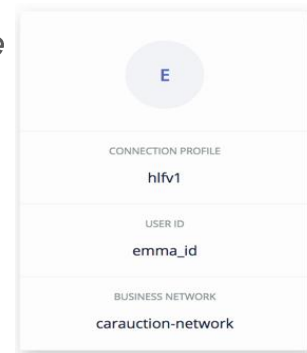 e
E
CONNECTION PROFILE
hlfv1
USER ID
emma_id
BUSINESS NETWORK
carauction-network